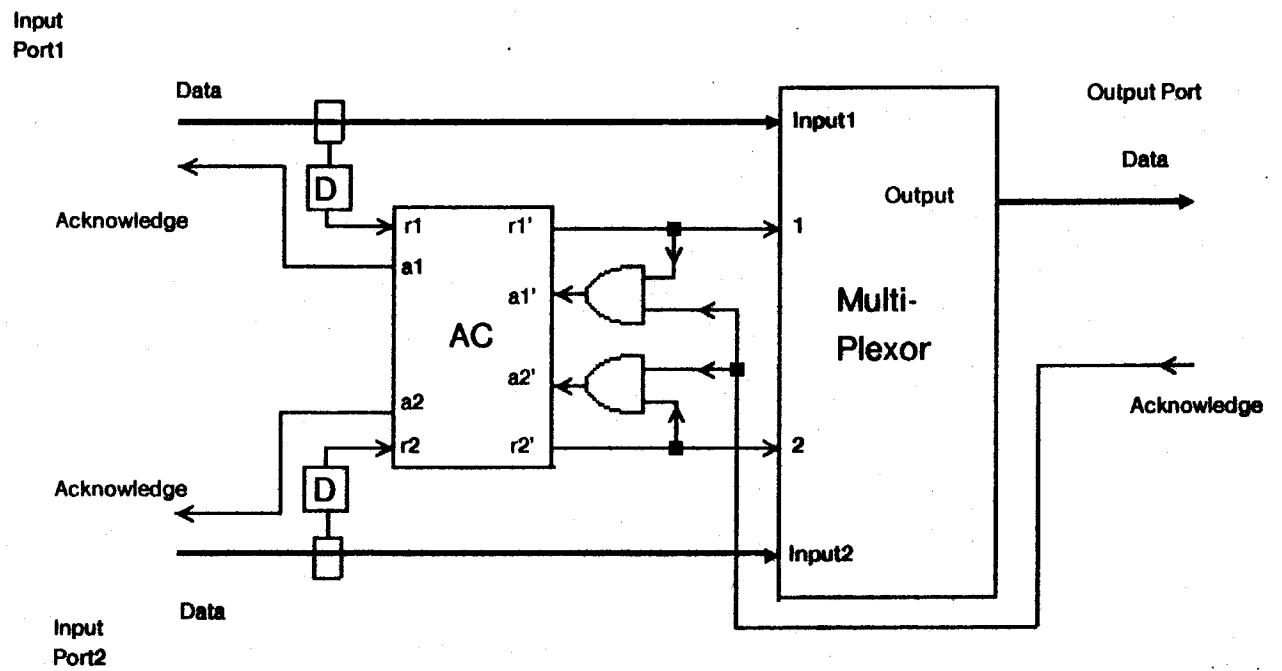 Input
Port1
Data
Output Port
Input1
Data
D
Output
Acknowledge
r1
r1'
1
a1
a1'
Multi-
Plexor
AC
a2'
a2
Acknowledge
r2
r2'
2
Acknowledge
D
Input2
Data
Input
Port2